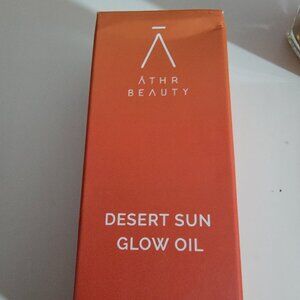 Ā
ĀTHR
BEAUTY
DESERT SUN
GLOW OIL